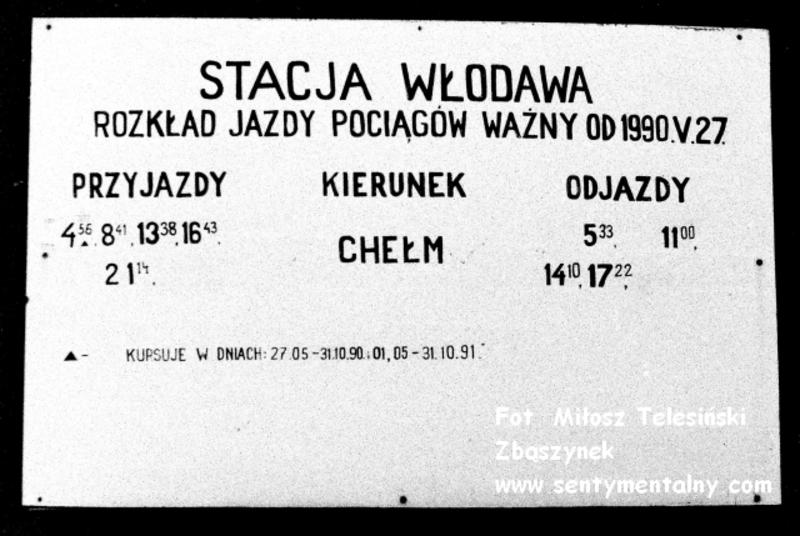 STACJA WŁODAWA
ROZKŁAD JAZDY POCIĄGÓW WAŻNY OD 1990.V.27.
PRZYJAZDY KIERUNEK ODJAZDY
4⁵⁶▲, 8⁴¹, 13³⁸, 16⁴³, CHEŁM 5³³, 11⁰⁰,
21¹⁴. 14¹⁰, 17²²,
▲- KURSUJE W DNIACH: 27.05 -31.10.90.; 01,05 - 31.10.91.
Fot Miłosz Telesiński
Zbąszynek
www.sentymentalny.com